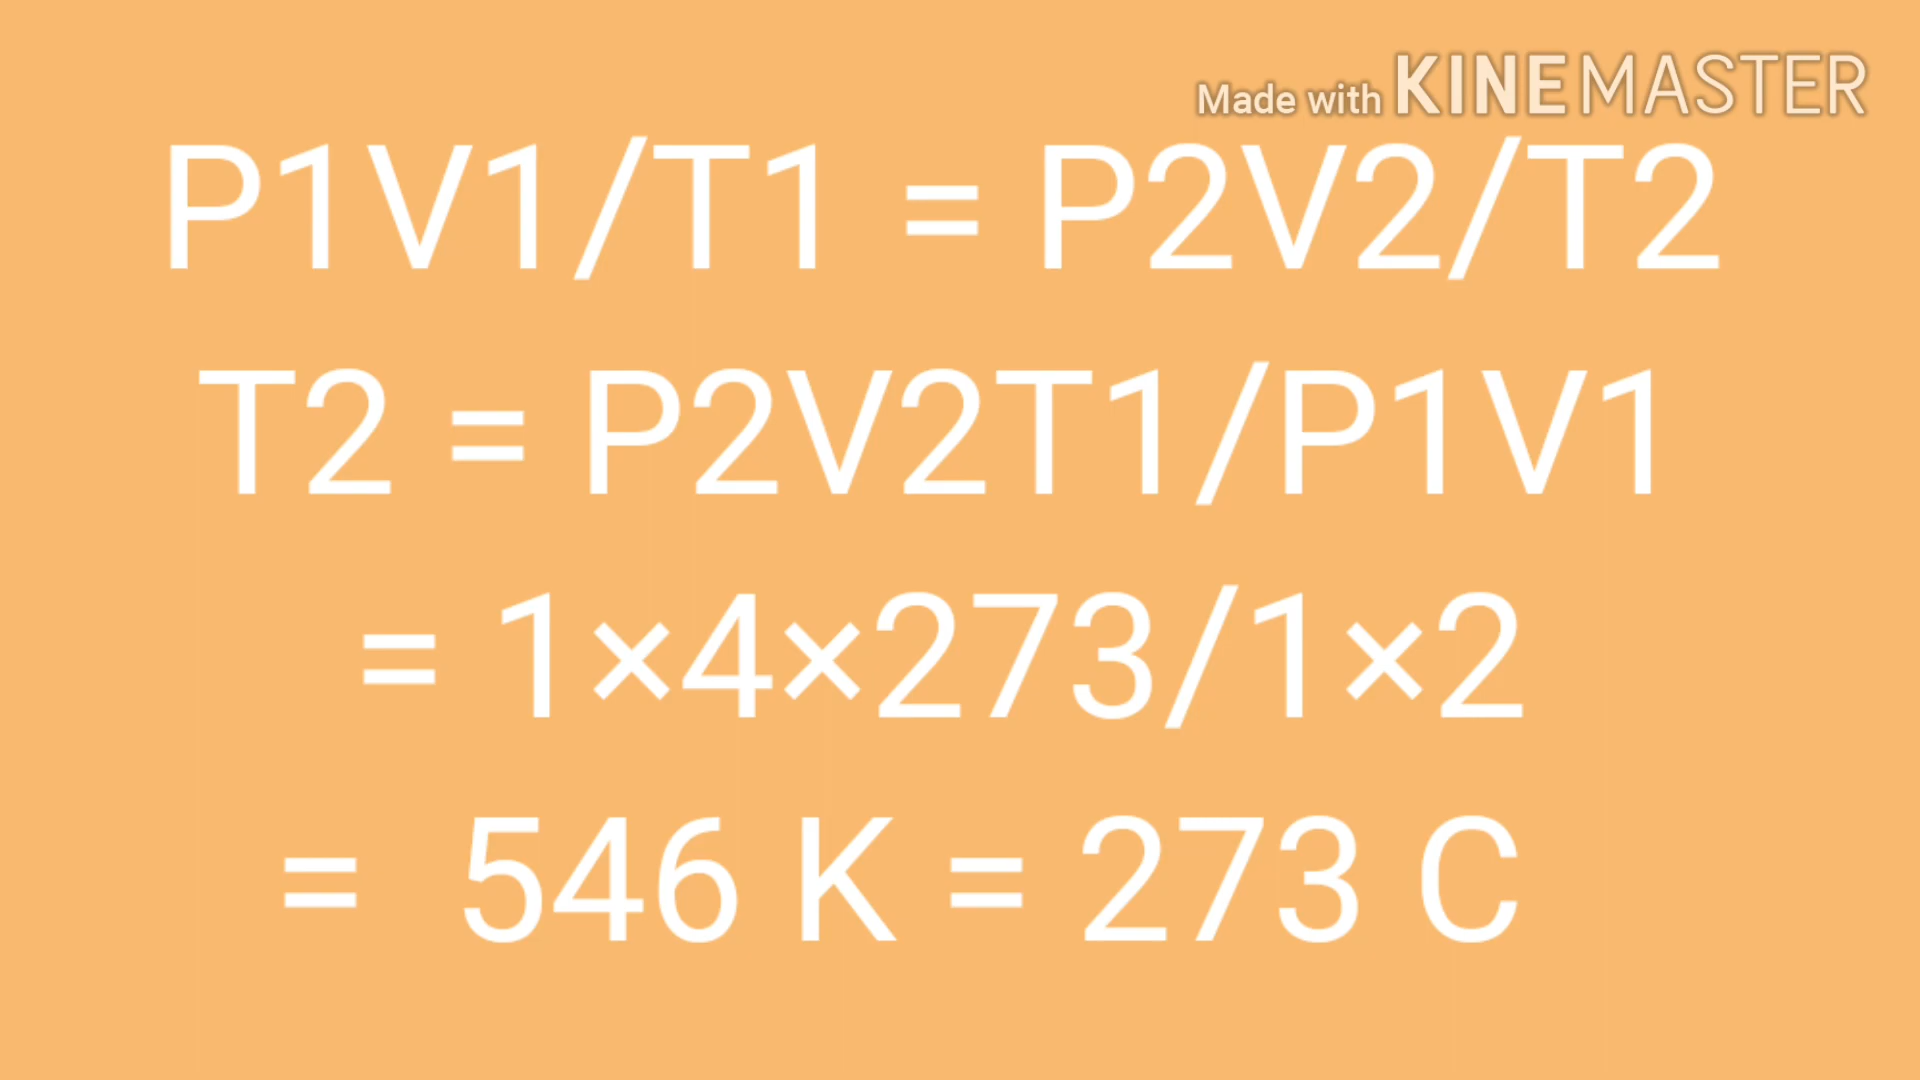 Made with KINEMASTER
P1V1/T1 = P2V2/T2
T2 = P2V2T1/P1V1
= 1×4×273/1×2
= 546 K = 273 C